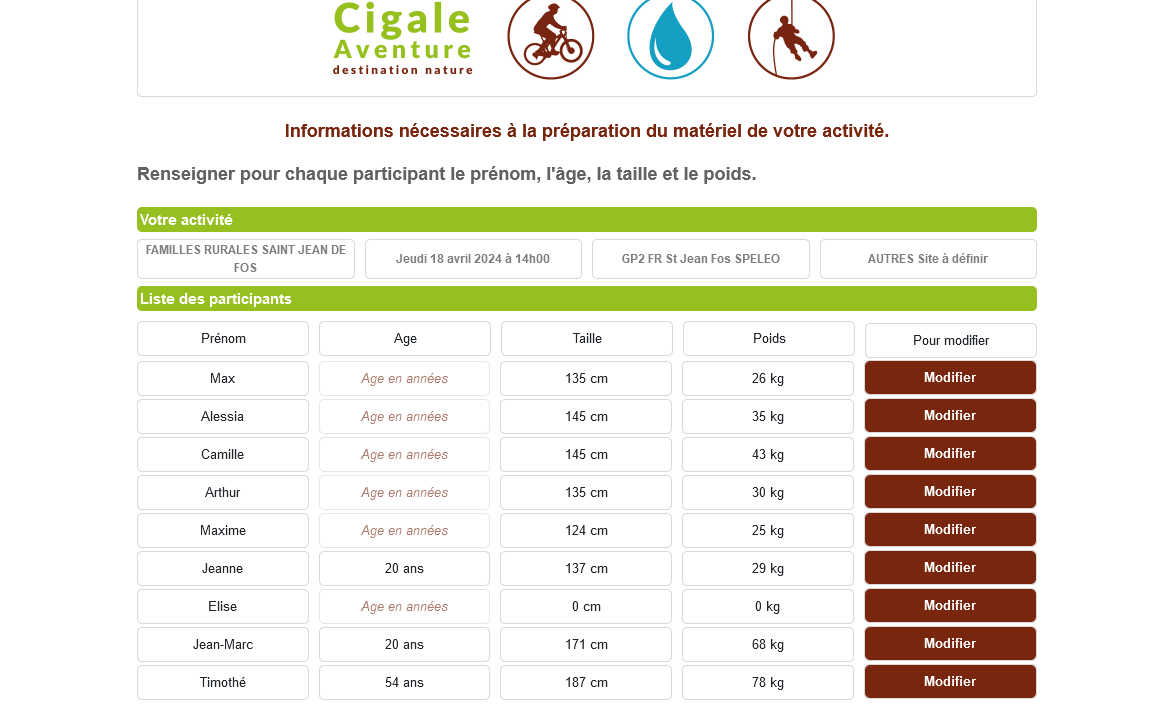 Cigale
Aventure
destination nature
Informations nécessaires à la préparation du matériel de votre activité.
Renseigner pour chaque participant le prénom, l'âge, la taille et le poids.
Votre activité
FAMILLES RURALES SAINT JEAN DE
FOS
Jeudi 18 avril 2024 à 14h00
GP2 FR St Jean Fos SPELEO
AUTRES Site à définir
Liste des participants
Prénom Age Taille Poids Pour modifier
Max Age en années 135 cm 26 kg Modifier
Alessia Age en années 145 cm 35 kg Modifier
Camille Age en années 145 cm 43 kg Modifier
Arthur Age en années 135 cm 30 kg Modifier
Maxime Age en années 124 cm 25 kg Modifier
Jeanne 20 ans 137 cm 29 kg Modifier
Elise Age en années 0 cm 0 kg Modifier
Jean-Marc 20 ans 171 cm 68 kg Modifier
Timothé 54 ans 187 cm 78 kg Modifier